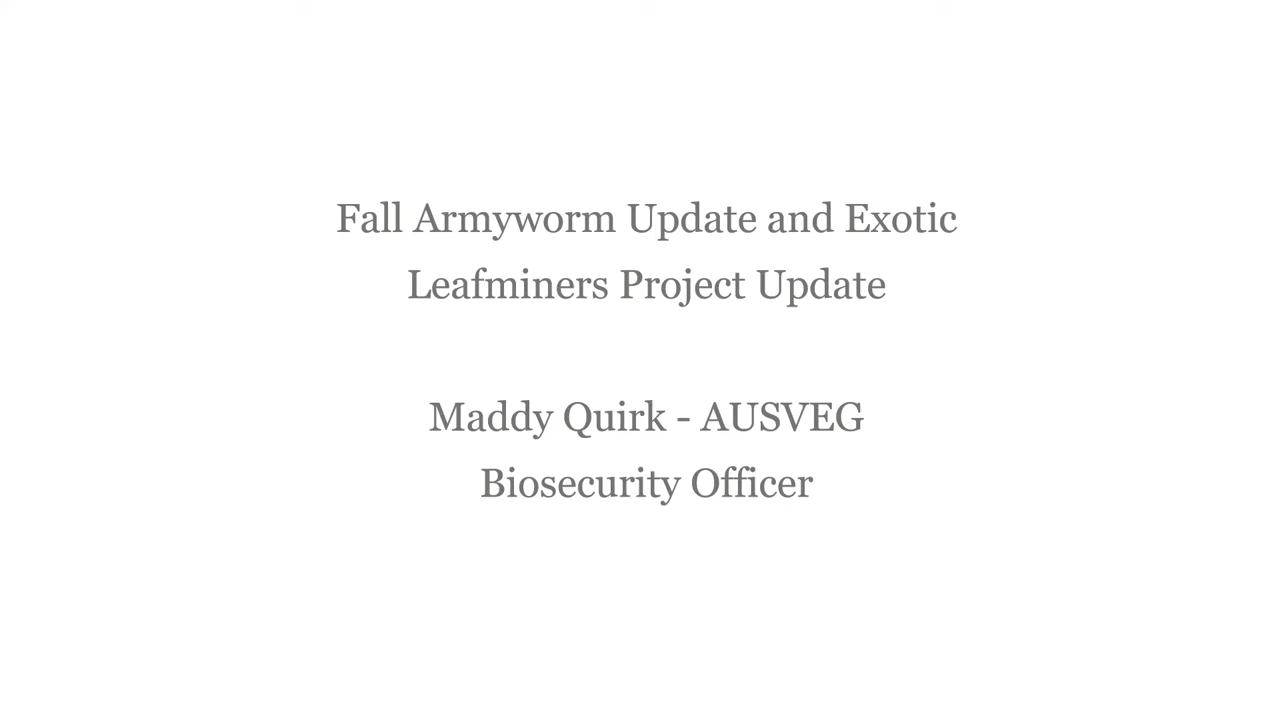 Fall Armyworm Update and Exotic
Leafminers Project Update
Maddy Quirk - AUSVEG
Biosecurity Officer